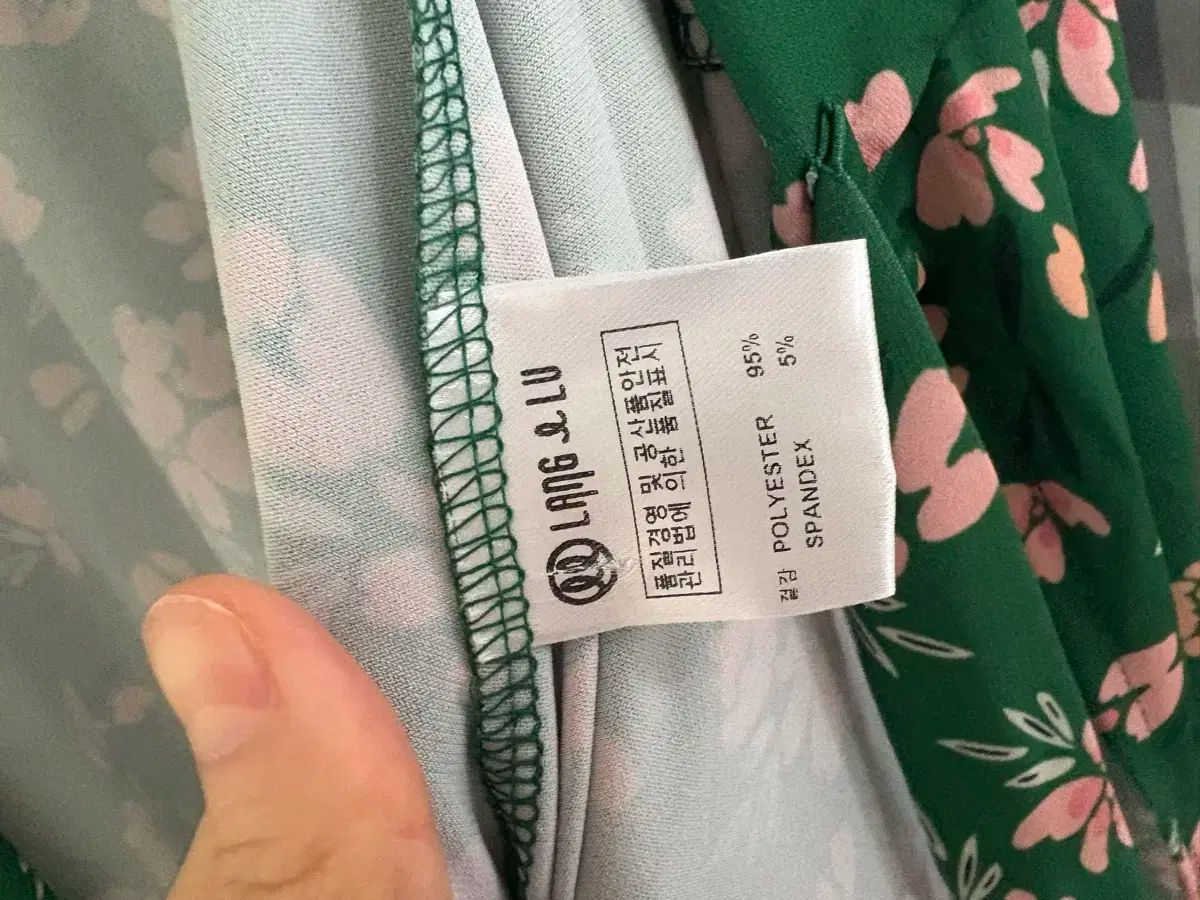 LANG & LU
품질경영 및 공산품안전
관리법에 의한 품질표시
겉감 POLYESTER 95%
SPANDEX 5%